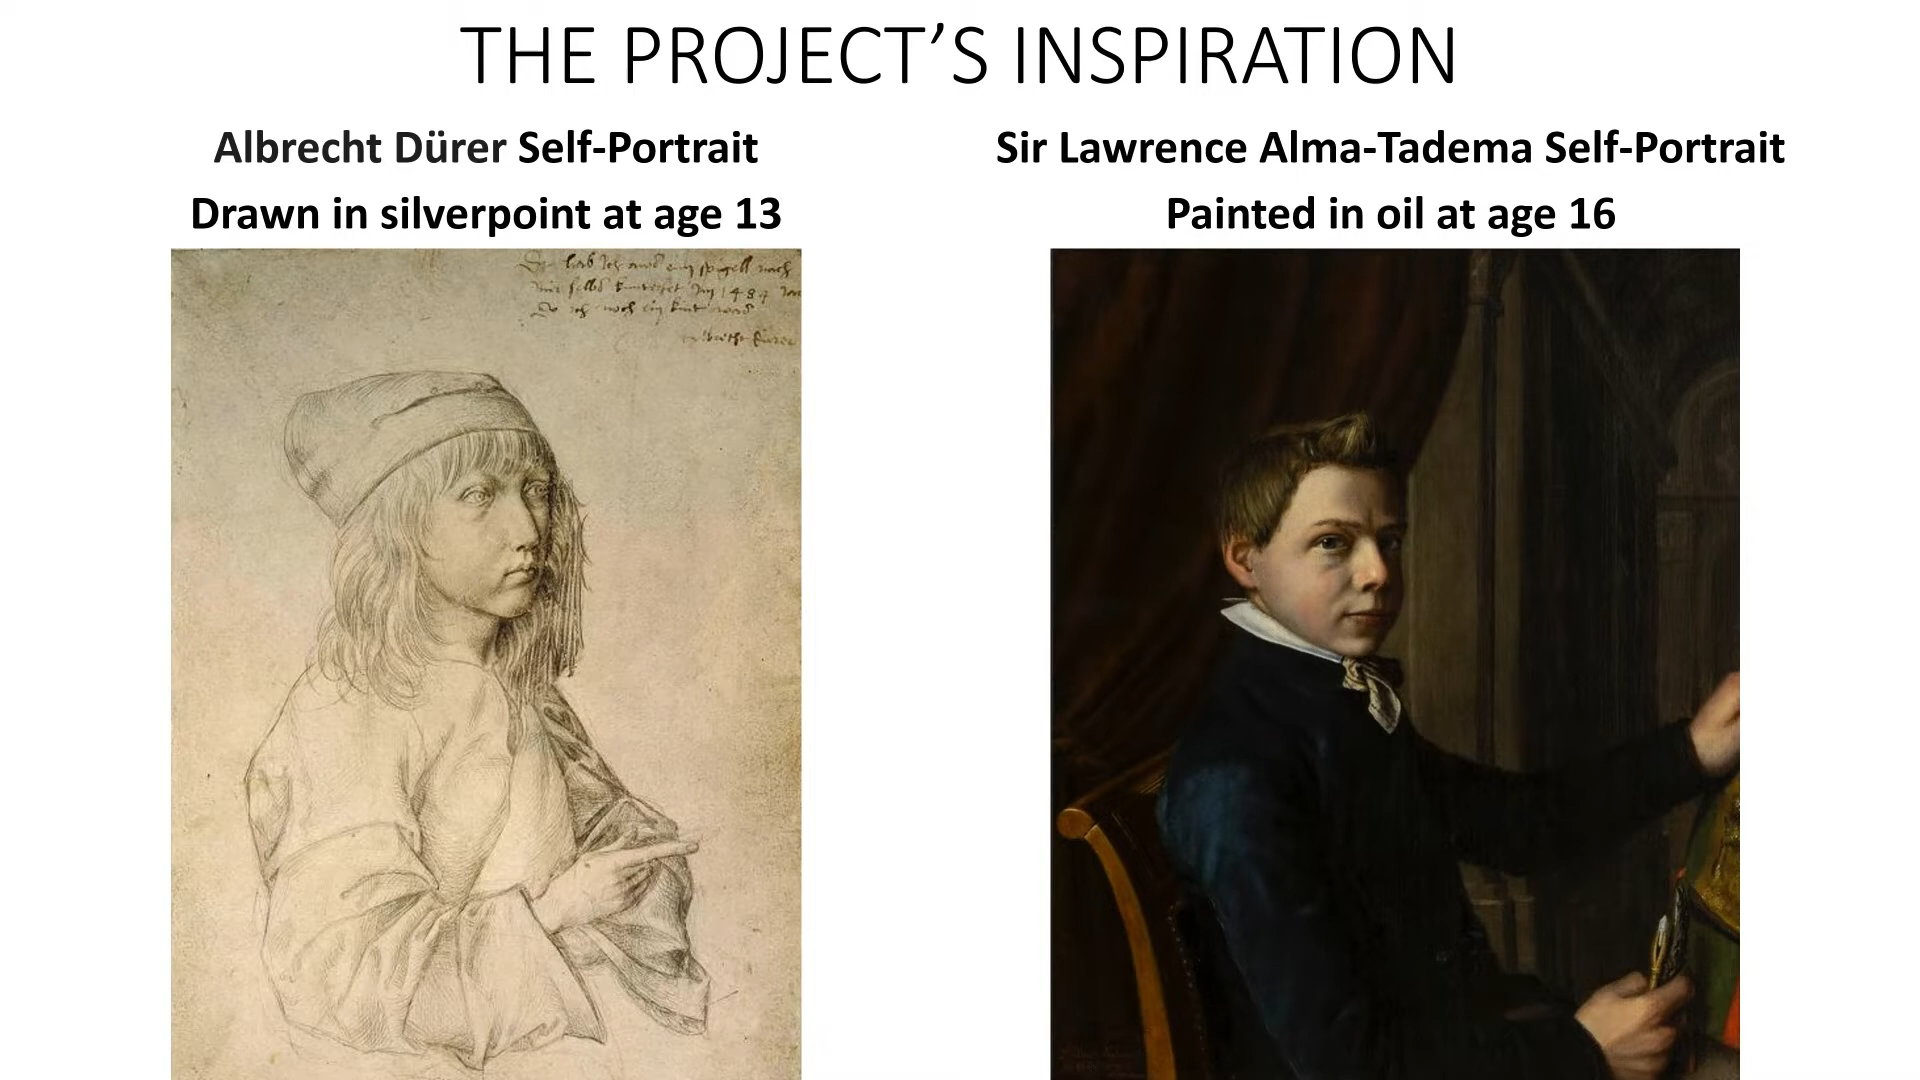 THE PROJECT’S INSPIRATION
Albrecht Dürer Self-Portrait
Drawn in silverpoint at age 13
Sir Lawrence Alma-Tadema Self-Portrait
Painted in oil at age 16
1484